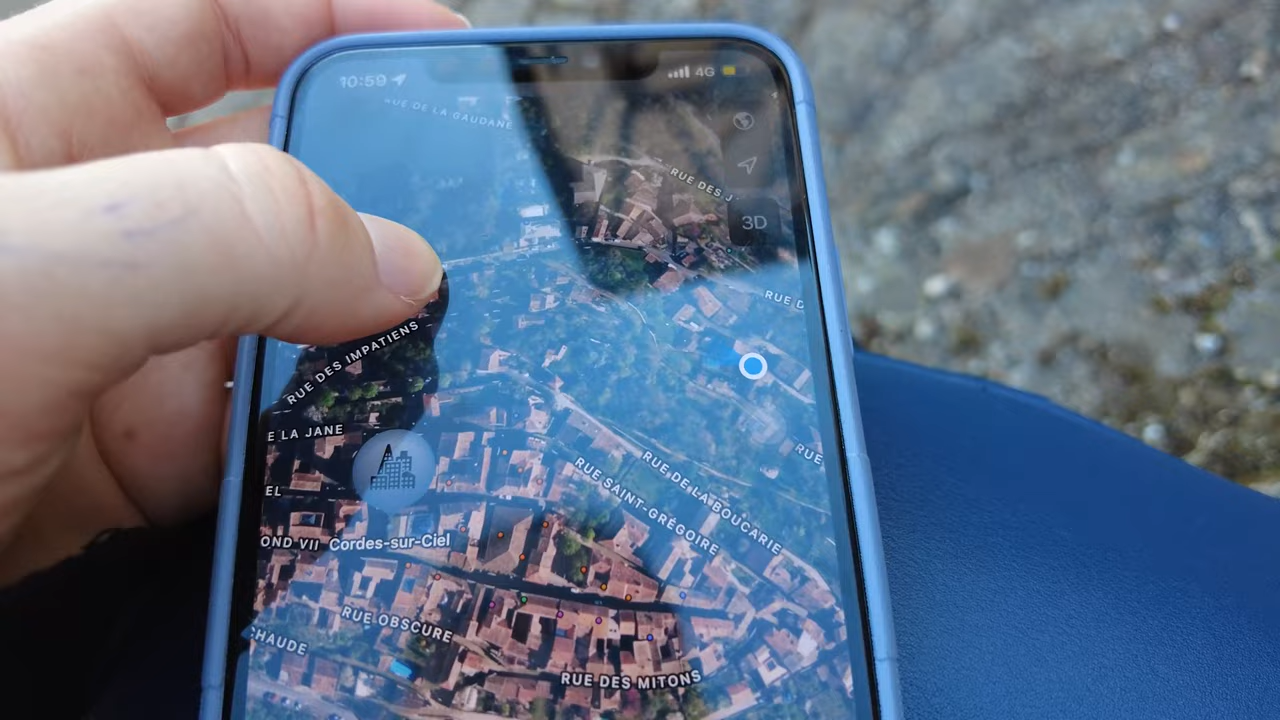 10:59
4G
RUE DE LA GAUDANE
RUE DES J
3D
RUE D
RUE DES IMPATIENS
E LA JANE
RUE
EL
RUE DE LA BOUCARIE
RUE SAINT-GRÉGOIRE
OND VII
Cordes-sur-Ciel
RUE OBSCURE
CHAUDE
RUE DES MITONS